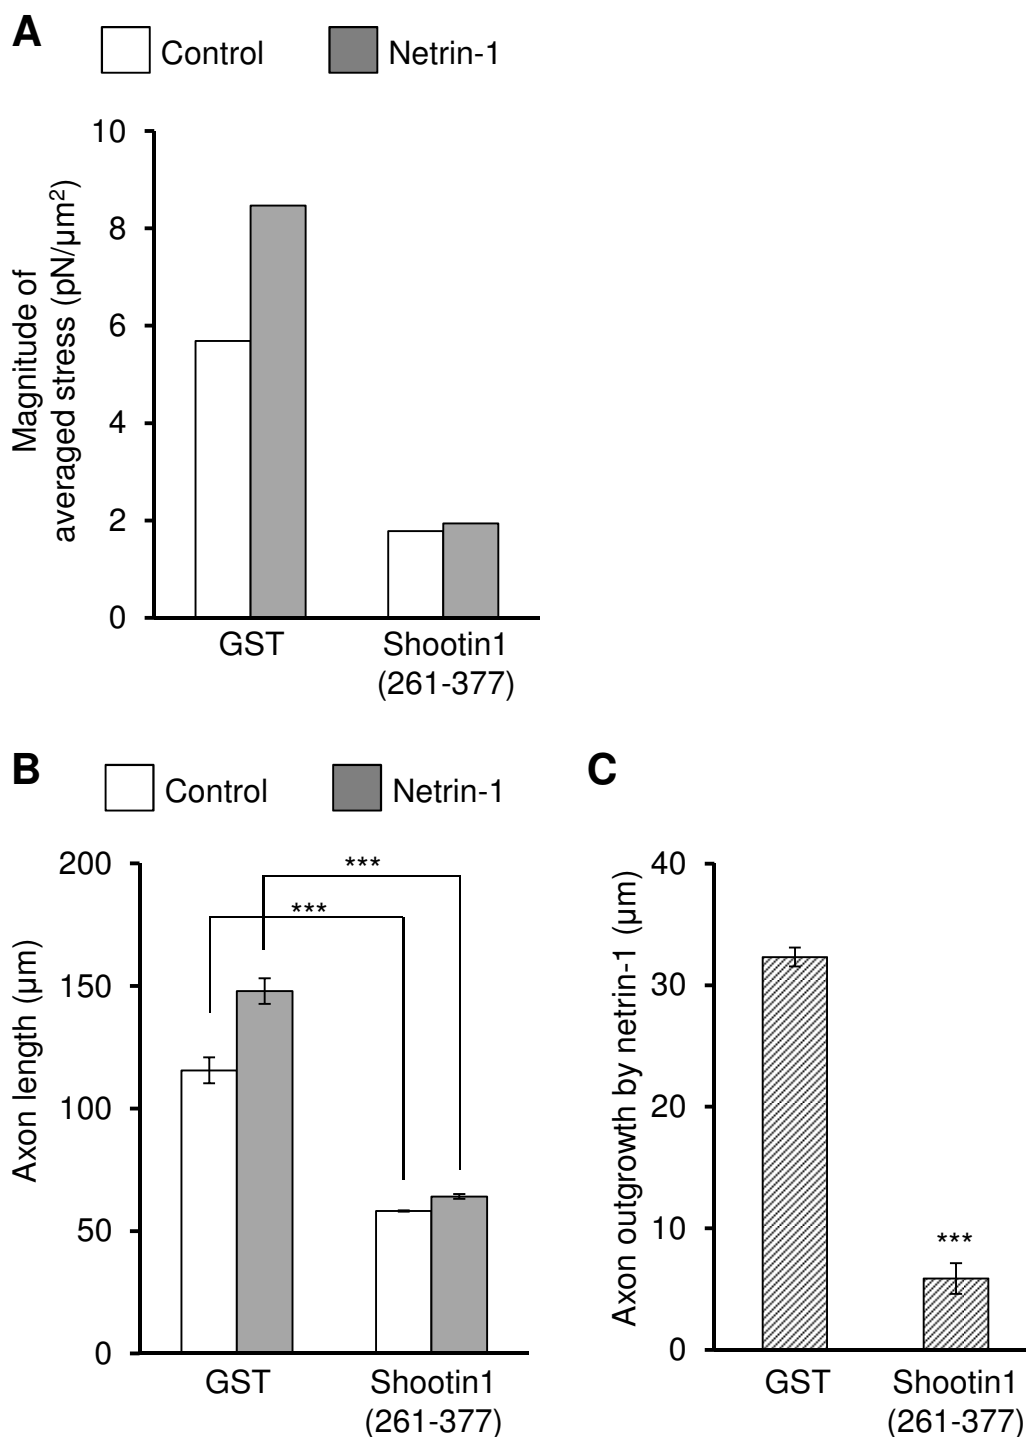 A
Control
Netrin-1
Magnitude of
averaged stress (pN/µm²)
10
8
6
4
2
0
GST
Shootin1
(261-377)
B
Control
Netrin-1
Axon length (µm)
200
150
100
50
0
***
***
GST
Shootin1
(261-377)
C
Axon outgrowth by netrin-1 (µm)
40
30
20
10
0
***
GST
Shootin1
(261-377)